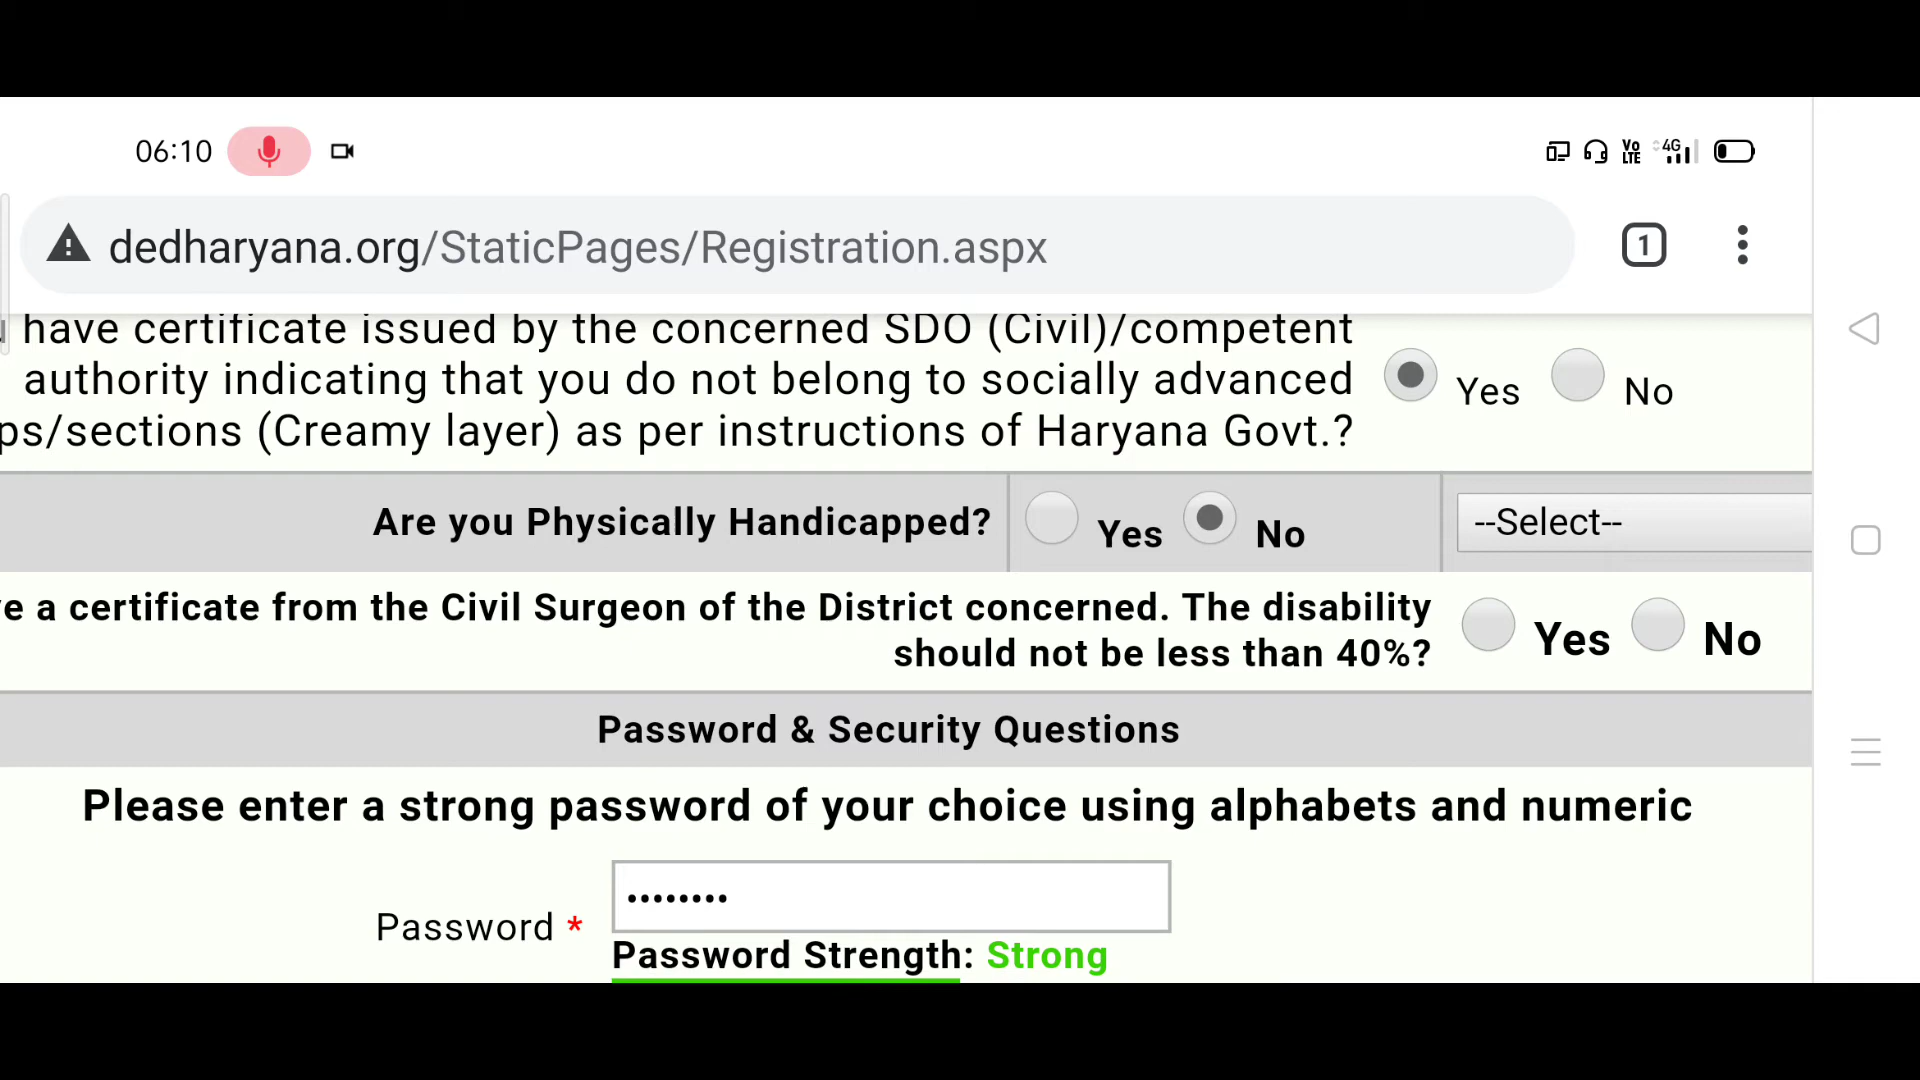 06:10
Vo
LTE
4G
dedharyana.org/StaticPages/Registration.aspx
1
have certificate issued by the concerned SDO (Civil)/competent
authority indicating that you do not belong to socially advanced
ps/sections (Creamy layer) as per instructions of Haryana Govt.?
Yes No
Are you Physically Handicapped? Yes No --Select--
e a certificate from the Civil Surgeon of the District concerned. The disability
should not be less than 40%?
Yes No
Password & Security Questions
Please enter a strong password of your choice using alphabets and numeric
Password * ••••••••
Password Strength: Strong